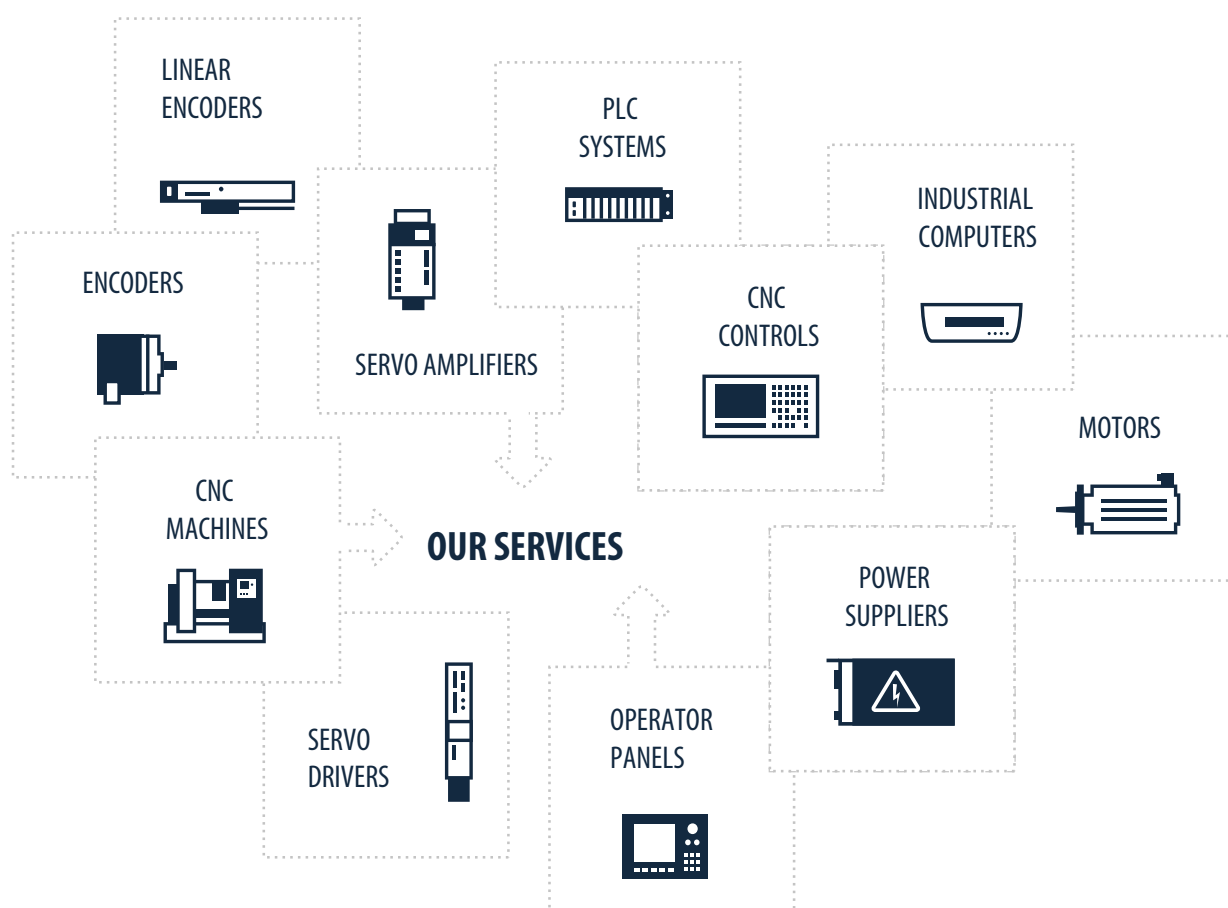 LINEAR
ENCODERS
PLC
SYSTEMS
INDUSTRIAL
COMPUTERS
ENCODERS
SERVO AMPLIFIERS
CNC
CONTROLS
MOTORS
CNC
MACHINES
OUR SERVICES
POWER
SUPPLIERS
SERVO
DRIVERS
OPERATOR
PANELS